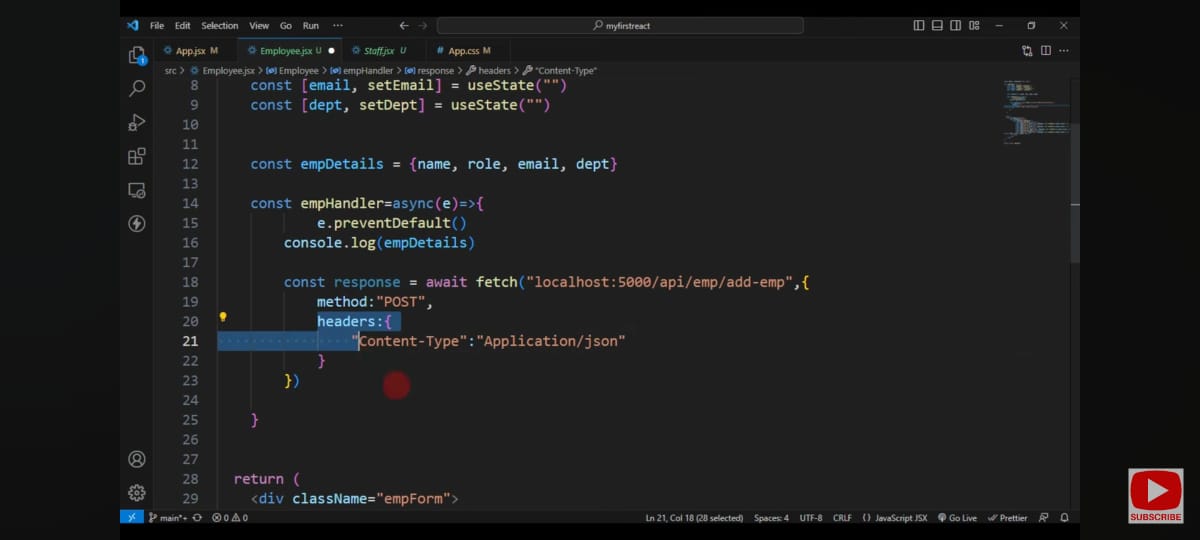 File Edit Selection View Go Run ··· myfirstreact
App.jsx M Employee.jsx U Staff.jsx U # App.css M
src > Employee.jsx > Employee > empHandler > response > headers > "Content-Type"
8 const [email, setEmail] = useState("")
9 const [dept, setDept] = useState("")
10
11
12 const empDetails = {name, role, email, dept}
13
14 const empHandler=async(e)=>{
15 e.preventDefault()
16 console.log(empDetails)
17
18 const response = await fetch("localhost:5000/api/emp/add-emp",{
19 method:"POST",
20 headers:{
21 "Content-Type":"Application/json"
22 }
23 })
24
25 }
26
27
28 return (
29 <div className="empForm">
1
main*+ 0 0 Ln 21, Col 18 (28 selected) Spaces: 4 UTF-8 CRLF {} JavaScript JSX Go Live Prettier
SUBSCRIBE